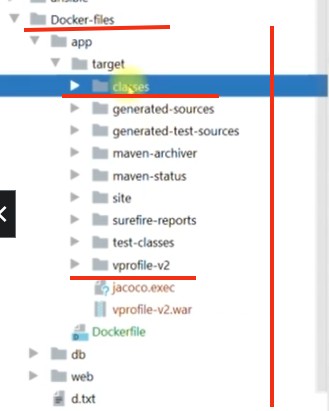 Docker-files
app
target
classes
generated-sources
generated-test-sources
maven-archiver
maven-status
site
surefire-reports
test-classes
vprofile-v2
jacoco.exec
vprofile-v2.war
Dockerfile
db
web
d.txt